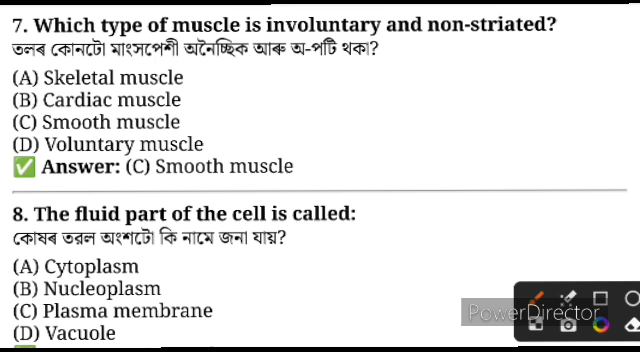 7. Which type of muscle is involuntary and non-striated?
তলৰ কোনটো মাংসপেশী অনৈচ্ছিক আৰু অ-পটি থকা?
(A) Skeletal muscle
(B) Cardiac muscle
(C) Smooth muscle
(D) Voluntary muscle
✅ Answer: (C) Smooth muscle
8. The fluid part of the cell is called:
কোষৰ তৰল অংশটো কি নামে জনা যায়?
(A) Cytoplasm
(B) Nucleoplasm
(C) Plasma membrane
(D) Vacuole
PowerDirector